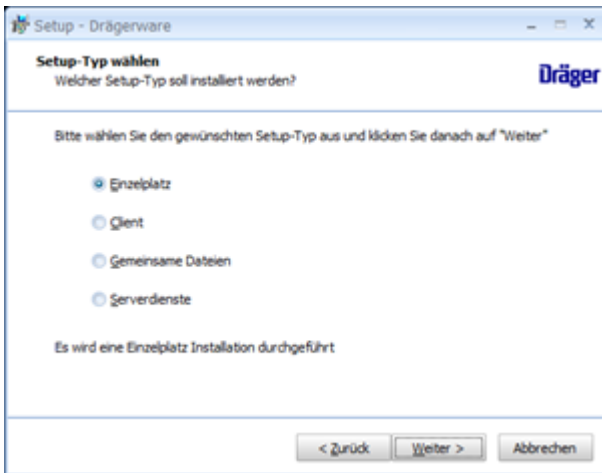 Setup - Drägerware
Setup-Typ wählen
Welcher Setup-Typ soll installiert werden?
Dräger
Bitte wählen Sie den gewünschten Setup-Typ aus und klicken Sie danach auf "Weiter"
Einzelplatz
Client
Gemeinsame Dateien
Serverdienste
Es wird eine Einzelplatz Installation durchgeführt
< Zurück Weiter > Abbrechen